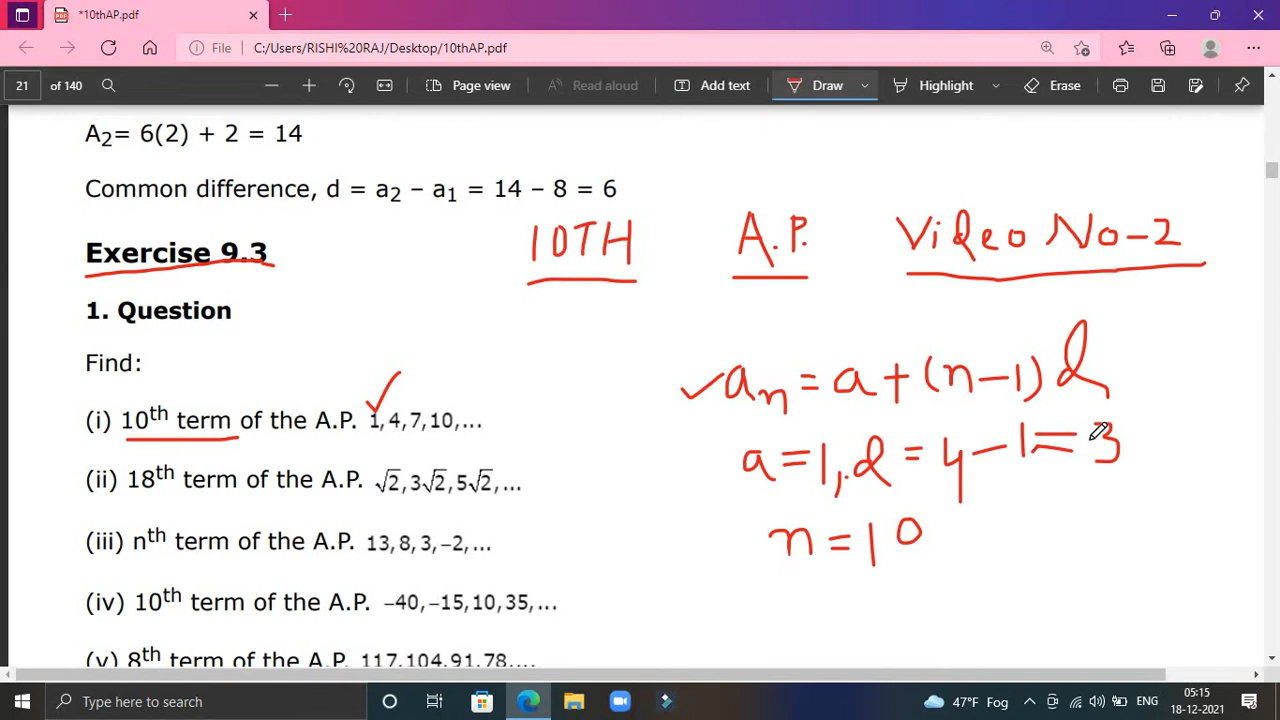 *10thAP.pdf
File C:/Users/RISHI%20RAJ/Desktop/10thAP.pdf
21 of 140 Page view Read aloud Add text Draw Highlight Erase
A2= 6(2) + 2 = 14
Common difference, d = a2 – a1 = 14 – 8 = 6
Exercise 9.3
10TH A.P. Video No-2
1. Question
Find:
an = a + (n-1) d
(i) 10th term of the A.P. 1, 4, 7, 10, ...
a = 1, d = 4 - 1 = 3
(ii) 18th term of the A.P. √2, 3√2, 5√2, ...
n = 10
(iii) nth term of the A.P. 13, 8, 3, -2, ...
(iv) 10th term of the A.P. -40, -15, 10, 35, ...
(v) 8th term of the A.P. 117, 104, 91, 78, ...
Type here to search
47°F Fog ENG 05:15
18-12-2021